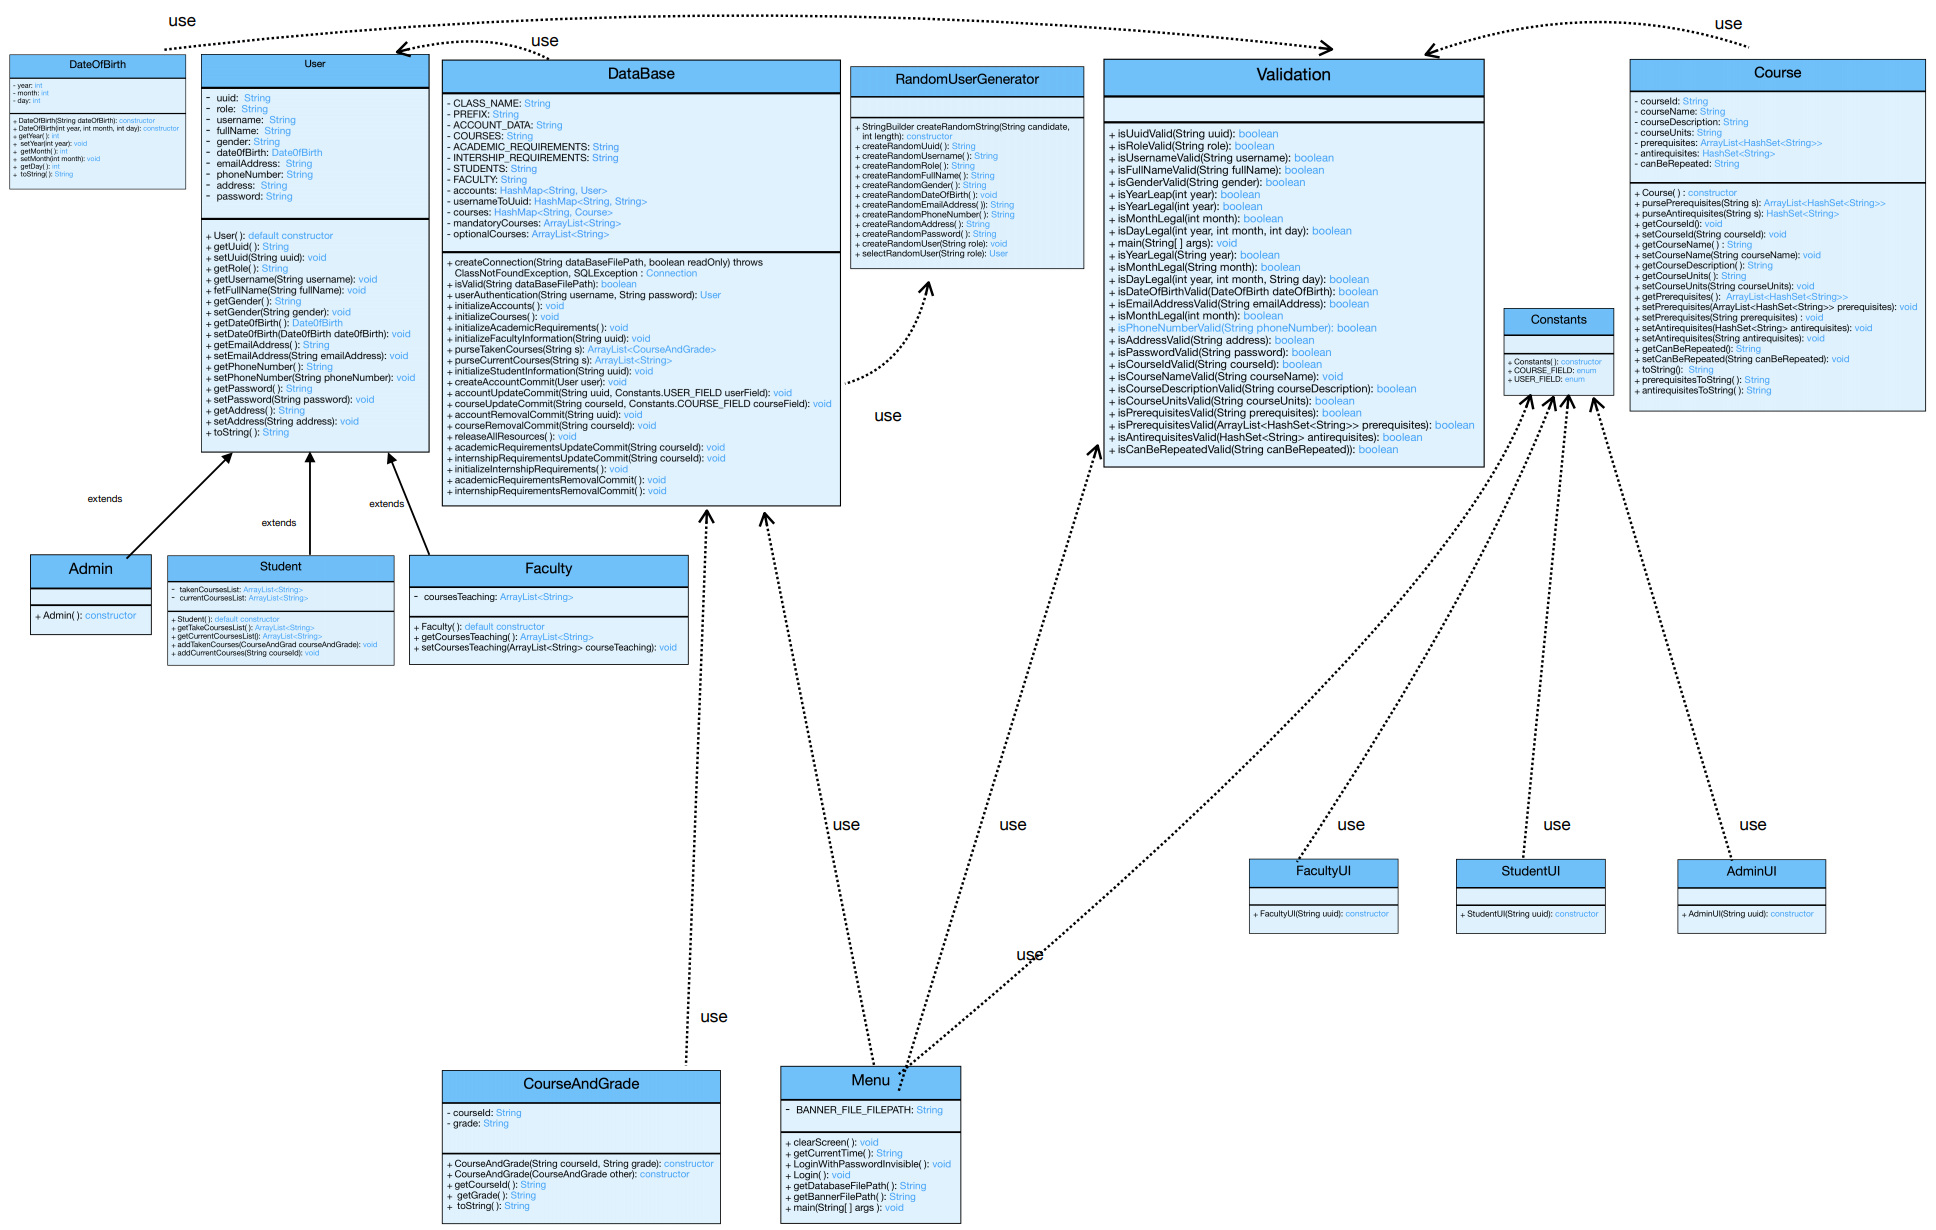 use
use
use
DateOfBirth
- year: int
- month: int
- day: int
+ DateOfBirth(String dateOfBirth): constructor
+ DateOfBirth(int year, int month, int day): constructor
+ getYear( ): int
+ setYear(int year): void
+ getMonth( ): int
+ setMonth(int month): void
+ getDay( ): int
+ toString( ): String
User
- uuid: String
- role: String
- username: String
- fullName: String
- gender: String
- date0fBirth: Date0fBirth
- emailAddress: String
- phoneNumber: String
- address: String
- password: String
+ User( ): default constructor
+ getUuid( ): String
+ setUuid(String uuid): void
+ getRole( ): String
+ getUsername(String username): void
+ fetFullName(String fullName): void
+ getGender( ): String
+ setGender(String gender): void
+ getDate0fBirth( ): Date0fBirth
+ setDate0fBirth(Date0fBirth date0fBirth): void
+ getEmailAddress( ): String
+ setEmailAddress(String emailAddress): void
+ getPhoneNumber( ): String
+ setPhoneNumber(String phoneNumber): void
+ getPassword( ): String
+ setPassword(String password): void
+ getAddress( ): String
+ setAddress(String address): void
+ toString( ): String
DataBase
- CLASS_NAME: String
- PREFIX: String
- ACCOUNT_DATA: String
- COURSES: String
- ACADEMIC_REQUIREMENTS: String
- INTERSHIP_REQUIREMENTS: String
- STUDENTS: String
- FACULTY: String
- accounts: HashMap<String, User>
- usernameToUuid: HashMap<String, String>
- courses: HashMap<String, Course>
- mandatoryCourses: ArrayList<String>
- optionalCourses: ArrayList<String>
+ createConnection(String dataBaseFilePath, boolean readOnly) throws
ClassNotFoundException, SQLException : Connection
+ isValid(String dataBaseFilePath): boolean
+ userAuthentication(String username, String password): User
+ initializeAccounts( ): void
+ initializeCourses( ): void
+ initializeAcademicRequirements( ): void
+ initializeFacultyInformation(String uuid): void
+ purseTakenCourses(String s): ArrayList<CourseAndGrade>
+ purseCurrentCourses(String s): ArrayList<String>
+ initializeStudentInformation(String uuid): void
+ createAccountCommit(User user): void
+ accountUpdateCommit(String uuid, Constants.USER_FIELD userField): void
+ courseUpdateCommit(String courseId, Constants.COURSE_FIELD courseField): void
+ accountRemovalCommit(String uuid): void
+ courseRemovalCommit(String courseId): void
+ releaseAllResources( ): void
+ academicRequirementsUpdateCommit(String courseId): void
+ internshipRequirementsUpdateCommit(String courseId): void
+ initializeInternshipRequirements( ): void
+ academicRequirementsRemovalCommit( ): void
+ internshipRequirementsRemovalCommit( ): void
RandomUserGenerator
+ StringBuilder createRandomString(String candidate,
int length): constructor
+ createRandomUuid( ): String
+ createRandomUsername( ): String
+ createRandomRole( ): String
+ createRandomFullName( ): String
+ createRandomGender( ): String
+ createRandomDateOfBirth( ): void
+ createRandomEmailAddress( )): String
+ createRandomPhoneNumber( ): String
+ createRandomAddress( ): String
+ createRandomPassword( ): String
+ createRandomUser(String role): void
+ selectRandomUser(String role): User
Validation
+ isUuidValid(String uuid): boolean
+ isRoleValid(String role): boolean
+ isUsernameValid(String username): boolean
+ isFullNameValid(String fullName): boolean
+ isGenderValid(String gender): boolean
+ isYearLeap(int year): boolean
+ isYearLegal(int year): boolean
+ isMonthLegal(int month): boolean
+ isDayLegal(int year, int month, int day): boolean
+ main(String[ ] args): void
+ isYearLegal(String year): boolean
+ isMonthLegal(String month): boolean
+ isDayLegal(int year, int month, String day): boolean
+ isDateOfBirthValid(DateOfBirth dateOfBirth): boolean
+ isEmailAddressValid(String emailAddress): boolean
+ isMonthLegal(int month): boolean
+ isPhoneNumberValid(String phoneNumber): boolean
+ isAddressValid(String address): boolean
+ isPasswordValid(String password): boolean
+ isCourseIdValid(String courseId): boolean
+ isCourseNameValid(String courseName): void
+ isCourseDescriptionValid(String courseDescription): boolean
+ isCourseUnitsValid(String courseUnits): boolean
+ isPrerequisitesValid(String prerequisites): boolean
+ isPrerequisitesValid(ArrayList<HashSet<String>> prerequisites): boolean
+ isAntirequisitesValid(HashSet<String> antirequisites): boolean
+ isCanBeRepeatedValid(String canBeRepeated)): boolean
Constants
+ Constants( ): constructor
+ COURSE_FIELD: enum
+ USER_FIELD: enum
Course
- courseId: String
- courseName: String
- courseDescription: String
- courseUnits: String
- prerequisites: ArrayList<HashSet<String>>
- antirequisites: HashSet<String>
- canBeRepeated: String
+ Course( ) : constructor
+ pursePrerequisites(String s): ArrayList<HashSet<String>>
+ purseAntirequisites(String s): HashSet<String>
+ getCourseId(): void
+ setCourseId(String courseId): void
+ getCourseName( ) : String
+ setCourseName(String courseName): void
+ getCourseDescription( ): String
+ getCourseUnits( ): String
+ setCourseUnits(String courseUnits): void
+ getPrerequisites( ): ArrayList<HashSet<String>>
+ setPrerequisites(ArrayList<HashSet<String>> prerequisites): void
+ setPrerequisites(String prerequisites) : void
+ setAntirequisites(HashSet<String> antirequisites): void
+ setAntirequisites(String antirequisites): void
+ getCanBeRepeated(): String
+ setCanBeRepeated(String canBeRepeated): void
+ toString(): String
+ prerequisitesToString( ): String
+ antirequisitesToString( ): String
use
extends
extends
extends
Admin
+ Admin( ): constructor
Student
- takenCoursesList: ArrayList<String>
- currentCoursesList: ArrayList<String>
+ Student( ): default constructor
+ getTakeCoursesList( ): ArrayList<String>
+ getCurrentCoursesList(): ArrayList<String>
+ addTakenCourses(CourseAndGrad courseAndGrade): void
+ addCurrentCourses(String courseId): void
Faculty
- coursesTeaching: ArrayList<String>
+ Faculty( ): default constructor
+ getCoursesTeaching( ): ArrayList<String>
+ setCoursesTeaching(ArrayList<String> courseTeaching): void
use
use
use
use
use
FacultyUI
+ FacultyUI(String uuid): constructor
StudentUI
+ StudentUI(String uuid): constructor
AdminUI
+ AdminUI(String uuid): constructor
use
use
CourseAndGrade
- courseId: String
- grade: String
+ CourseAndGrade(String courseId, String grade): constructor
+ CourseAndGrade(CourseAndGrade other): constructor
+ getCourseId( ): String
+ getGrade( ): String
+ toString( ): String
Menu
- BANNER_FILE_FILEPATH: String
+ clearScreen( ): void
+ getCurrentTime( ): String
+ LoginWithPasswordInvisible( ): void
+ Login( ): void
+ getDatabaseFilePath( ): String
+ getBannerFilePath( ): String
+ main(String[ ] args ): void